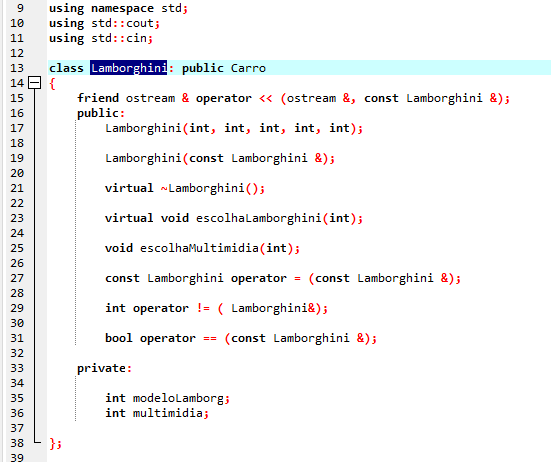 9 using namespace std;
10 using std::cout;
11 using std::cin;
12
13 class Lamborghini: public Carro
14 {
15 friend ostream & operator << (ostream &, const Lamborghini &);
16 public:
17 Lamborghini(int, int, int, int, int);
18
19 Lamborghini(const Lamborghini &);
20
21 virtual ~Lamborghini();
22
23 virtual void escolhaLamborghini(int);
24
25 void escolhaMultimidia(int);
26
27 const Lamborghini operator = (const Lamborghini &);
28
29 int operator != ( Lamborghini&);
30
31 bool operator == (const Lamborghini &);
32
33 private:
34
35 int modeloLamborg;
36 int multimidia;
37
38 };
39